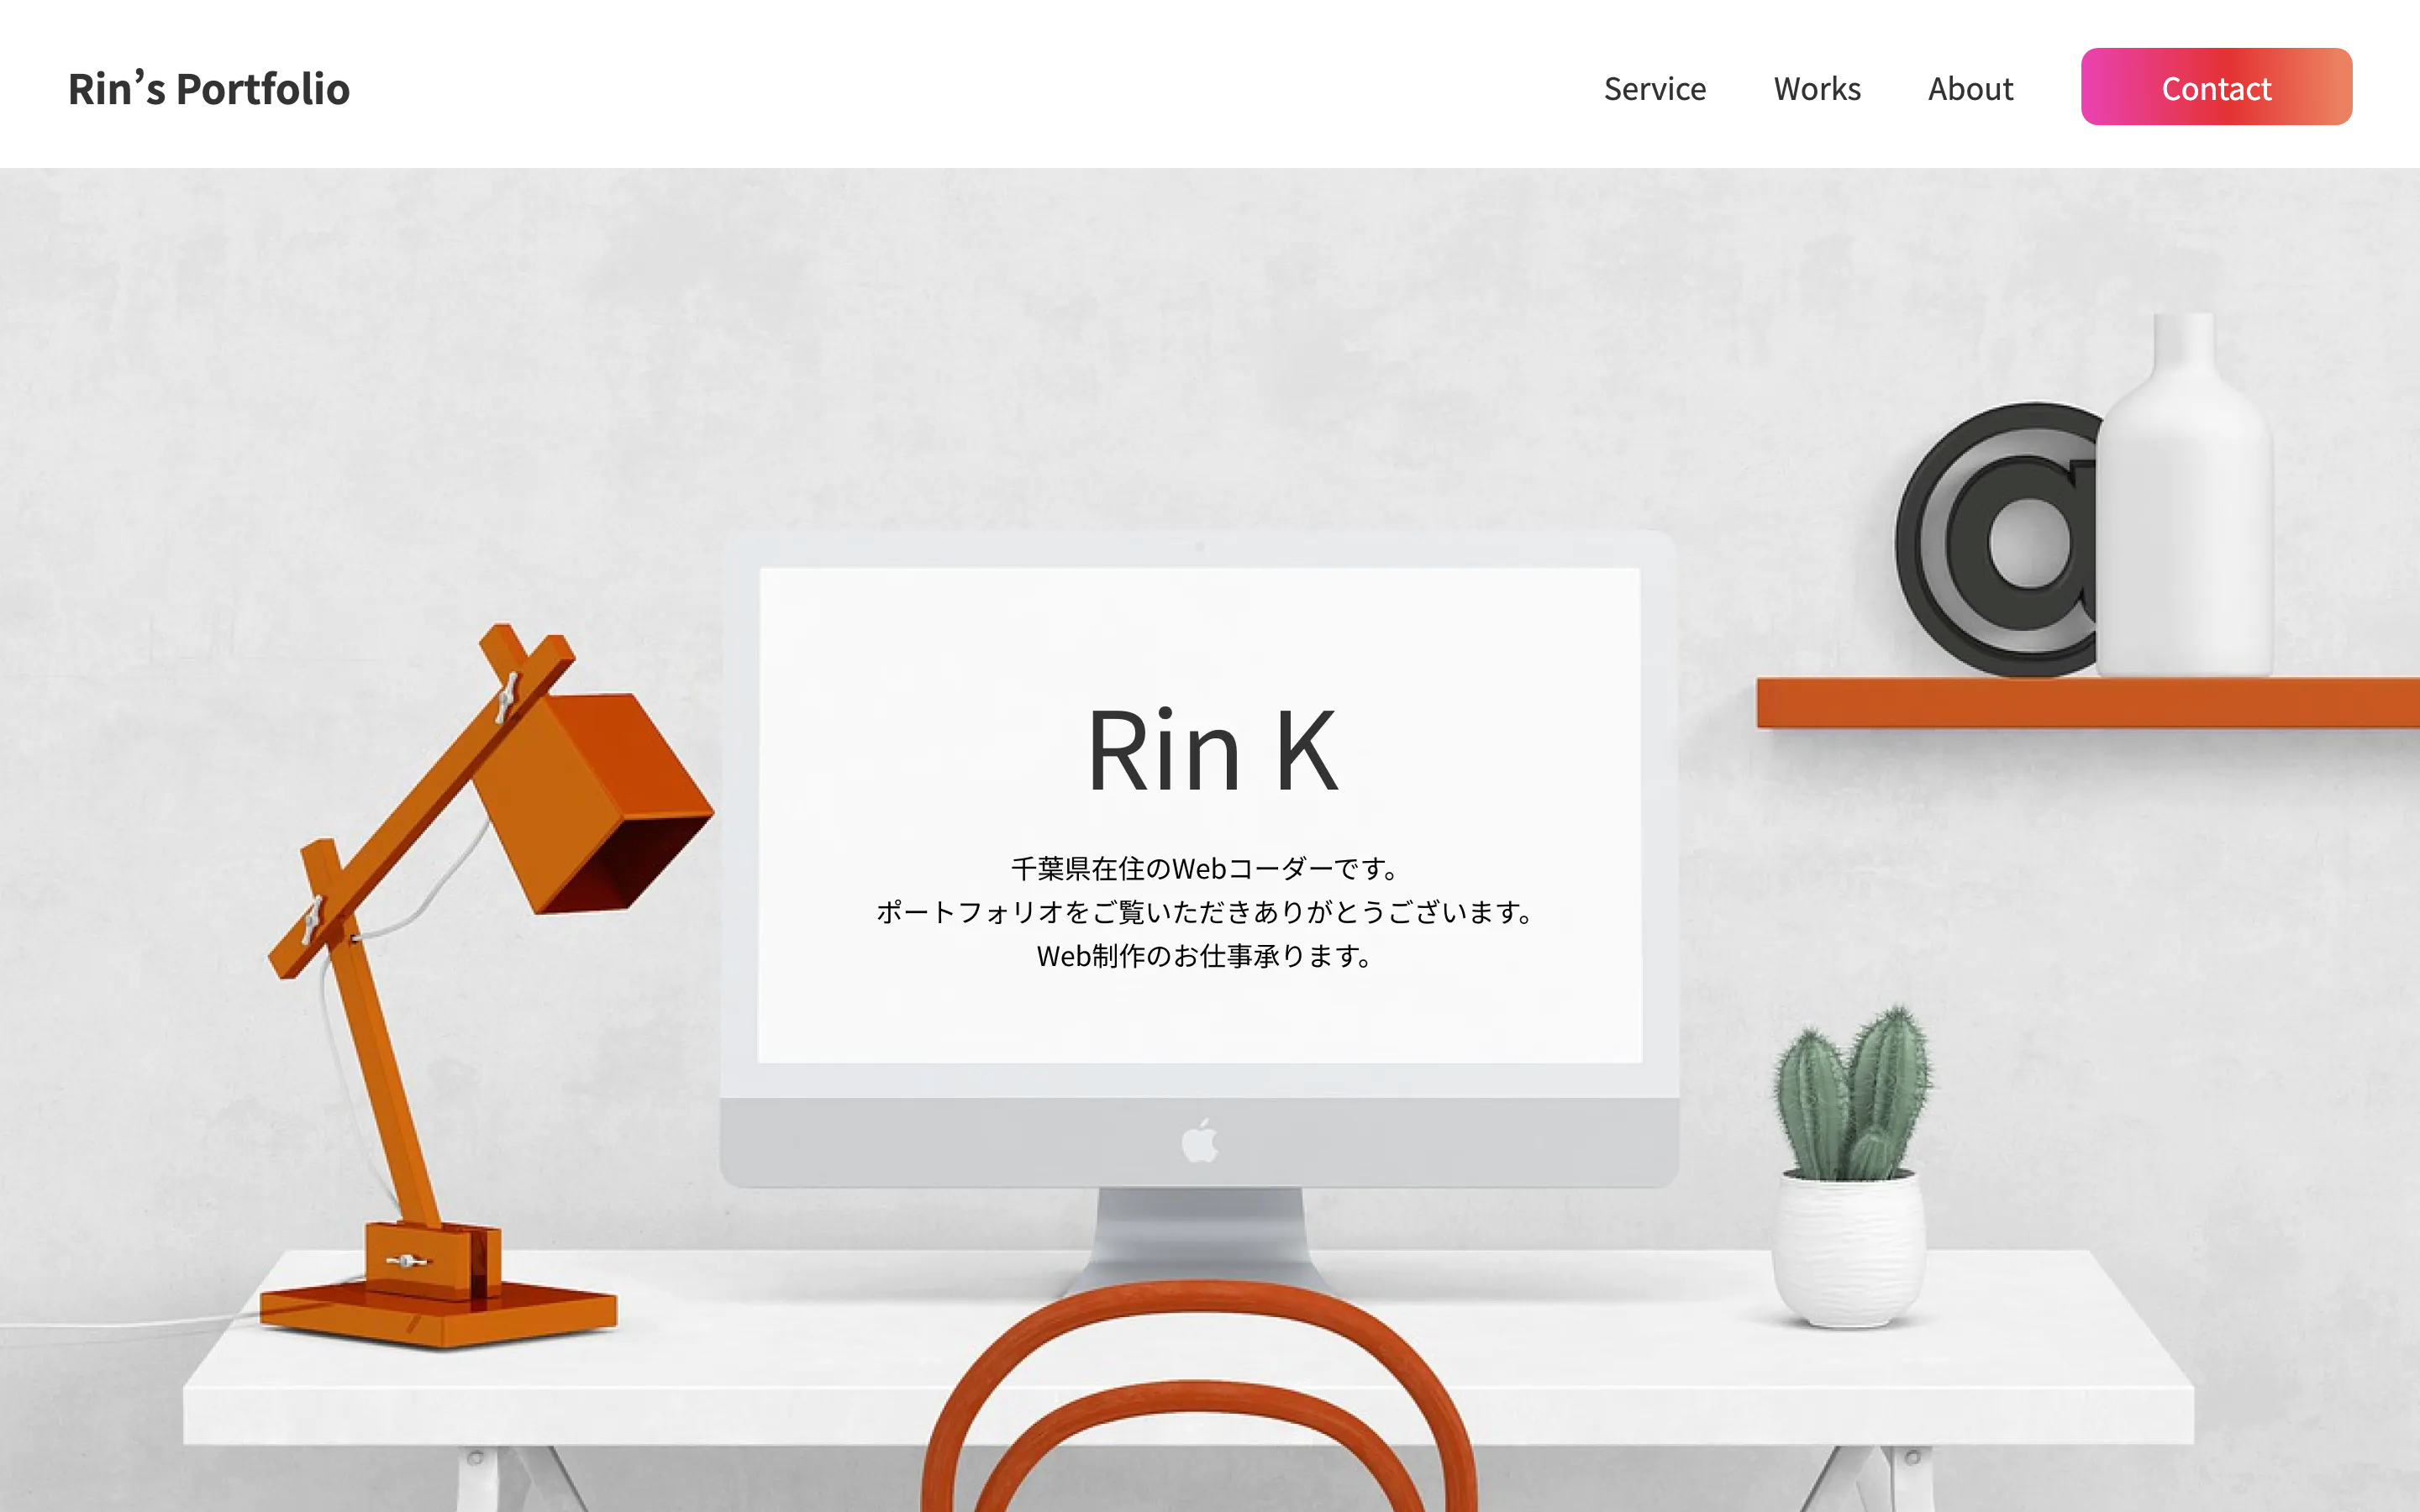 Rin’s Portfolio
Service
Works
About
Contact
@
Rin K
千葉県在住のWebコーダーです。
ポートフォリオをご覧いただきありがとうございます。
Web制作のお仕事承ります。